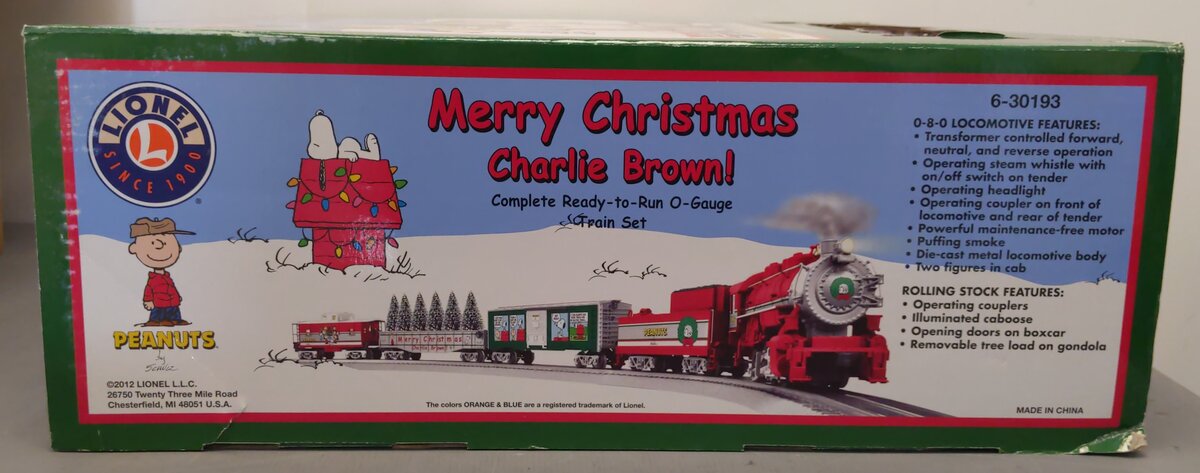 LIONEL
L
SINCE 1900
®
Merry Christmas
Charlie Brown!
Complete Ready-to-Run O-Gauge
Train Set
PEANUTS
by
Schulz
©2012 LIONEL L.L.C.
26750 Twenty Three Mile Road
Chesterfield, MI 48051 U.S.A.
Merry Christmas
Charlie Brown!
PEANUTS
The colors ORANGE & BLUE are a registered trademark of Lionel.
6-30193
0-8-0 LOCOMOTIVE FEATURES:
• Transformer controlled forward,
neutral, and reverse operation
• Operating steam whistle with
on/off switch on tender
• Operating headlight
• Operating coupler on front of
locomotive and rear of tender
• Powerful maintenance-free motor
• Puffing smoke
• Die-cast metal locomotive body
• Two figures in cab
ROLLING STOCK FEATURES:
• Operating couplers
• Illuminated caboose
• Opening doors on boxcar
• Removable tree load on gondola
MADE IN CHINA